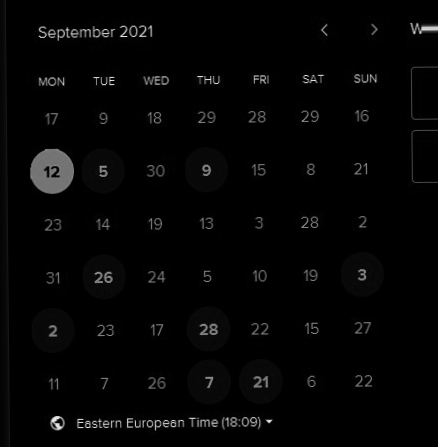 September 2021
MON TUE WED THU FRI SAT SUN
17 9 18 29 28 29 16
12 5 30 9 15 8 21
23 14 19 13 3 28 2
31 26 24 5 10 19 3
2 23 17 28 22 15 27
11 7 26 7 21 6 22
Eastern European Time (18:09)